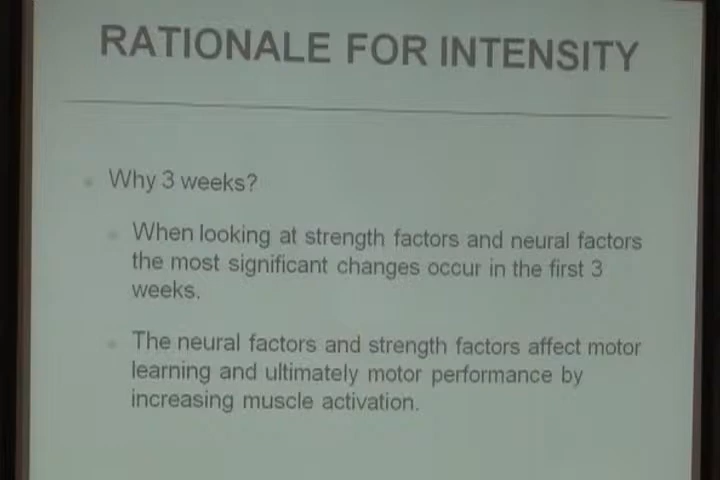 RATIONALE FOR INTENSITY
Why 3 weeks?
When looking at strength factors and neural factors
the most significant changes occur in the first 3
weeks.
The neural factors and strength factors affect motor
learning and ultimately motor performance by
increasing muscle activation.